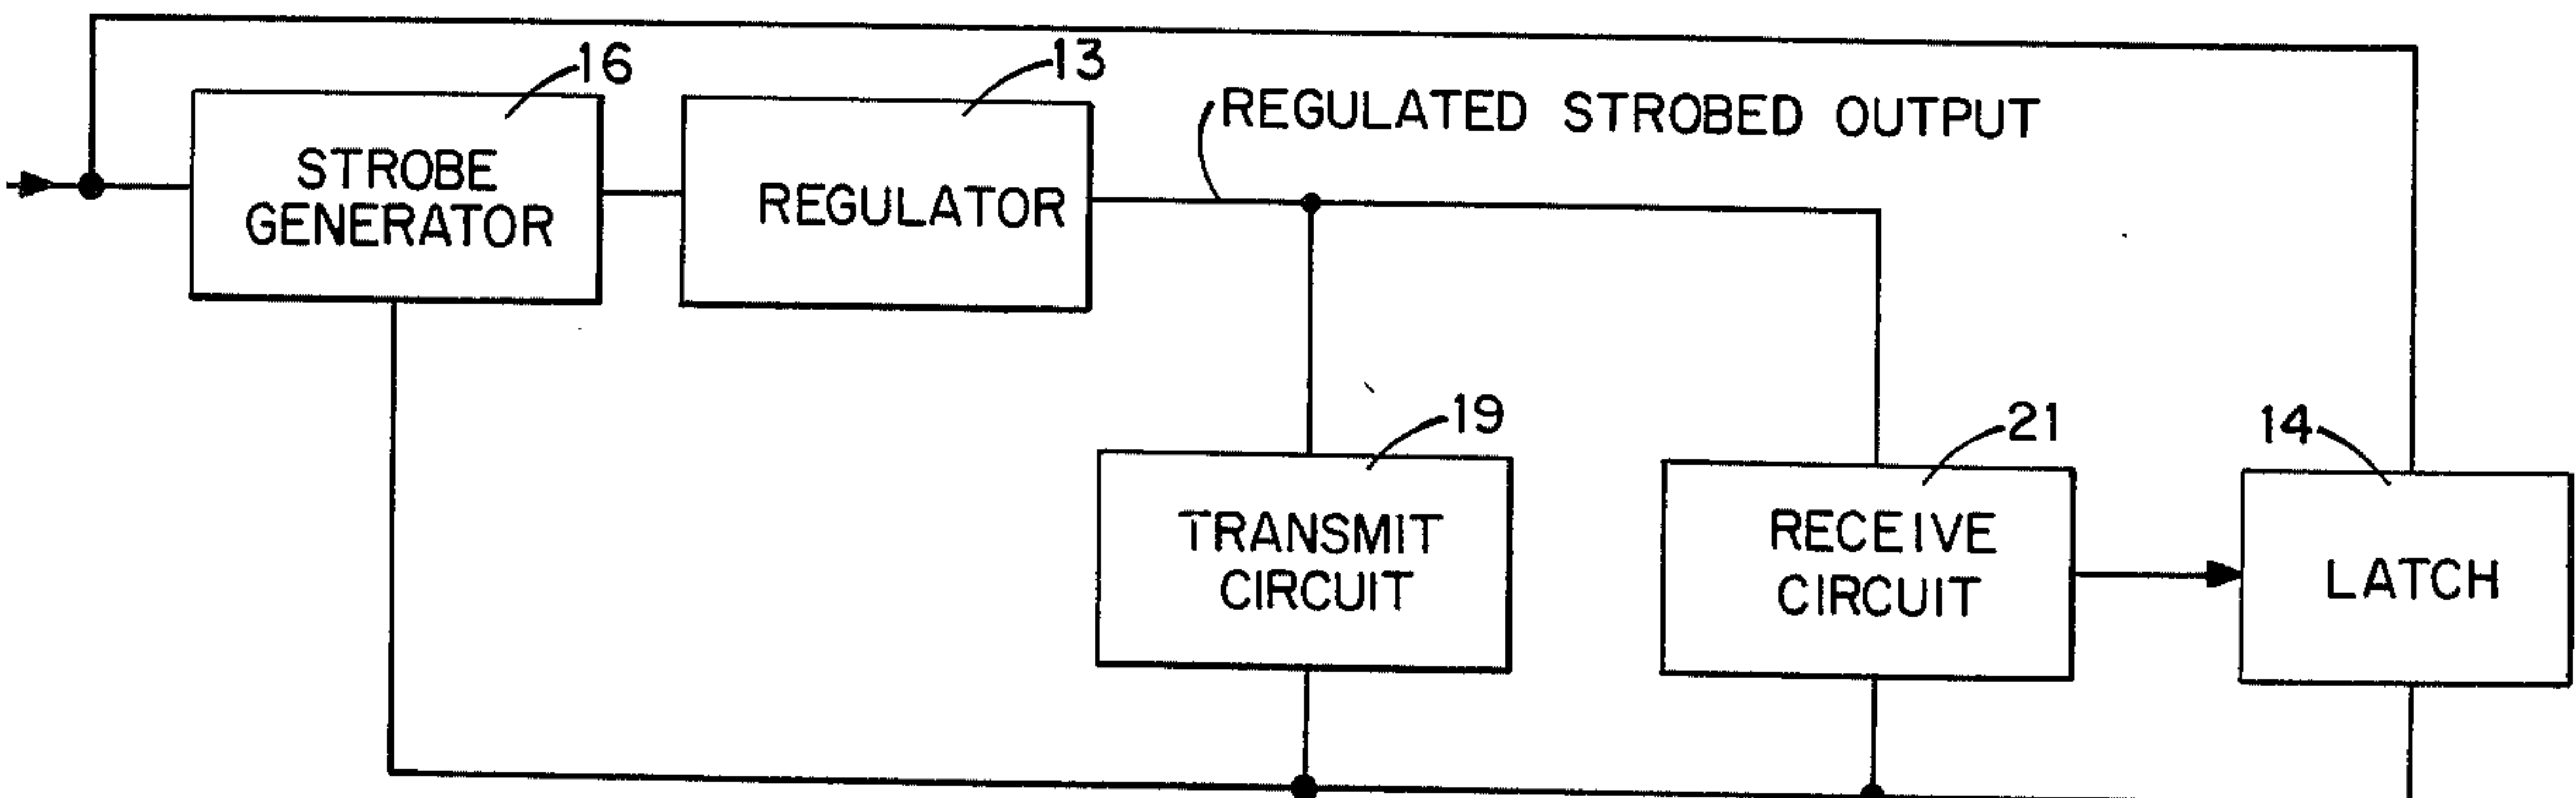 16
13
REGULATED STROBED OUTPUT
STROBE
GENERATOR
REGULATOR
19
21
14
TRANSMIT
CIRCUIT
RECEIVE
CIRCUIT
LATCH